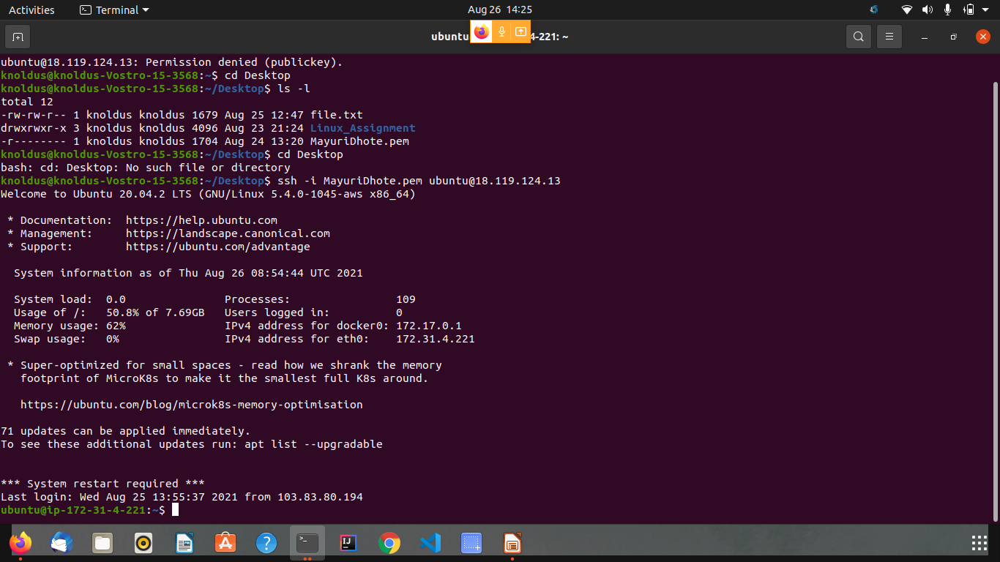 Activities
Terminal
Aug 26 14:25
ubuntu 4-221: ~
ubuntu@18.119.124.13: Permission denied (publickey).
knoldus@knoldus-Vostro-15-3568:~$ cd Desktop
knoldus@knoldus-Vostro-15-3568:~/Desktop$ ls -l
total 12
-rw-rw-r-- 1 knoldus knoldus 1679 Aug 25 12:47 file.txt
drwxrwxr-x 3 knoldus knoldus 4096 Aug 23 21:24 Linux_Assignment
-r-------- 1 knoldus knoldus 1704 Aug 24 13:20 MayuriDhote.pem
knoldus@knoldus-Vostro-15-3568:~/Desktop$ cd Desktop
bash: cd: Desktop: No such file or directory
knoldus@knoldus-Vostro-15-3568:~/Desktop$ ssh -i MayuriDhote.pem ubuntu@18.119.124.13
Welcome to Ubuntu 20.04.2 LTS (GNU/Linux 5.4.0-1045-aws x86_64)
* Documentation: https://help.ubuntu.com
* Management: https://landscape.canonical.com
* Support: https://ubuntu.com/advantage
System information as of Thu Aug 26 08:54:44 UTC 2021
System load: 0.0 Processes: 109
Usage of /: 50.8% of 7.69GB Users logged in: 0
Memory usage: 62% IPv4 address for docker0: 172.17.0.1
Swap usage: 0% IPv4 address for eth0: 172.31.4.221
* Super-optimized for small spaces - read how we shrank the memory
footprint of MicroK8s to make it the smallest full K8s around.
https://ubuntu.com/blog/microk8s-memory-optimisation
71 updates can be applied immediately.
To see these additional updates run: apt list --upgradable
*** System restart required ***
Last login: Wed Aug 25 13:55:37 2021 from 103.83.80.194
ubuntu@ip-172-31-4-221:~$